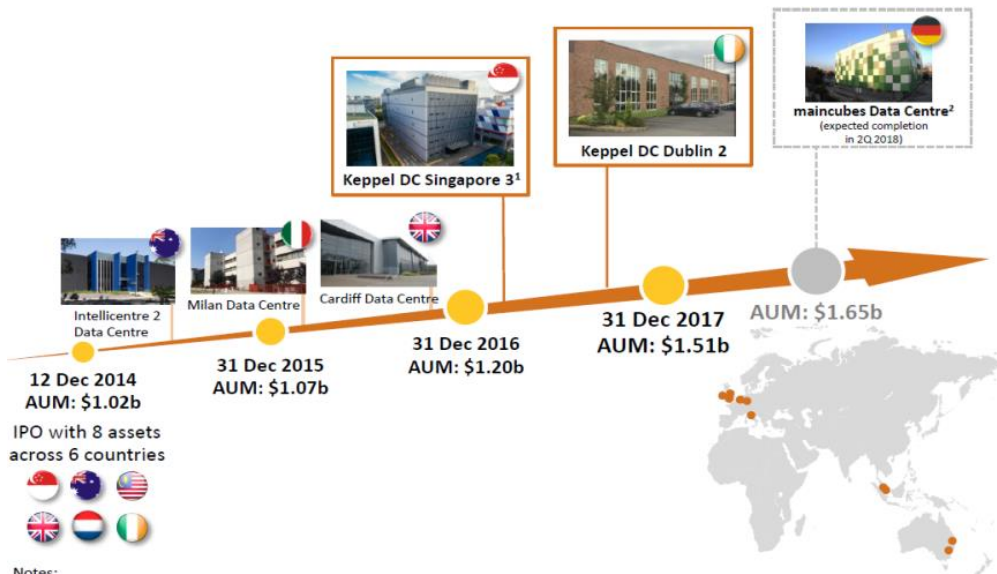 maincubes Data Centre²
(expected completion
in 2Q 2018)
Keppel DC Singapore 3¹
Keppel DC Dublin 2
Intellicentre 2
Data Centre
Milan Data Centre
Cardiff Data Centre
12 Dec 2014
AUM: $1.02b
31 Dec 2015
AUM: $1.07b
31 Dec 2016
AUM: $1.20b
31 Dec 2017
AUM: $1.51b
AUM: $1.65b
IPO with 8 assets
across 6 countries
Notes: